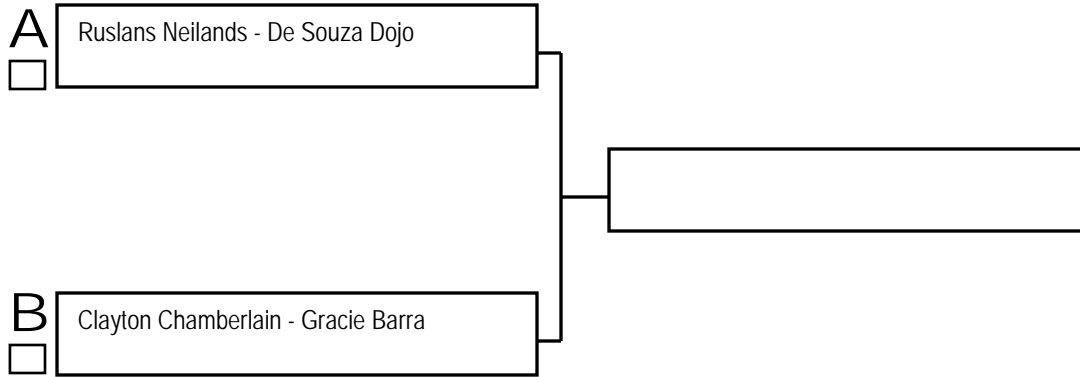 A
Ruslans Neilands - De Souza Dojo
B
Clayton Chamberlain - Gracie Barra